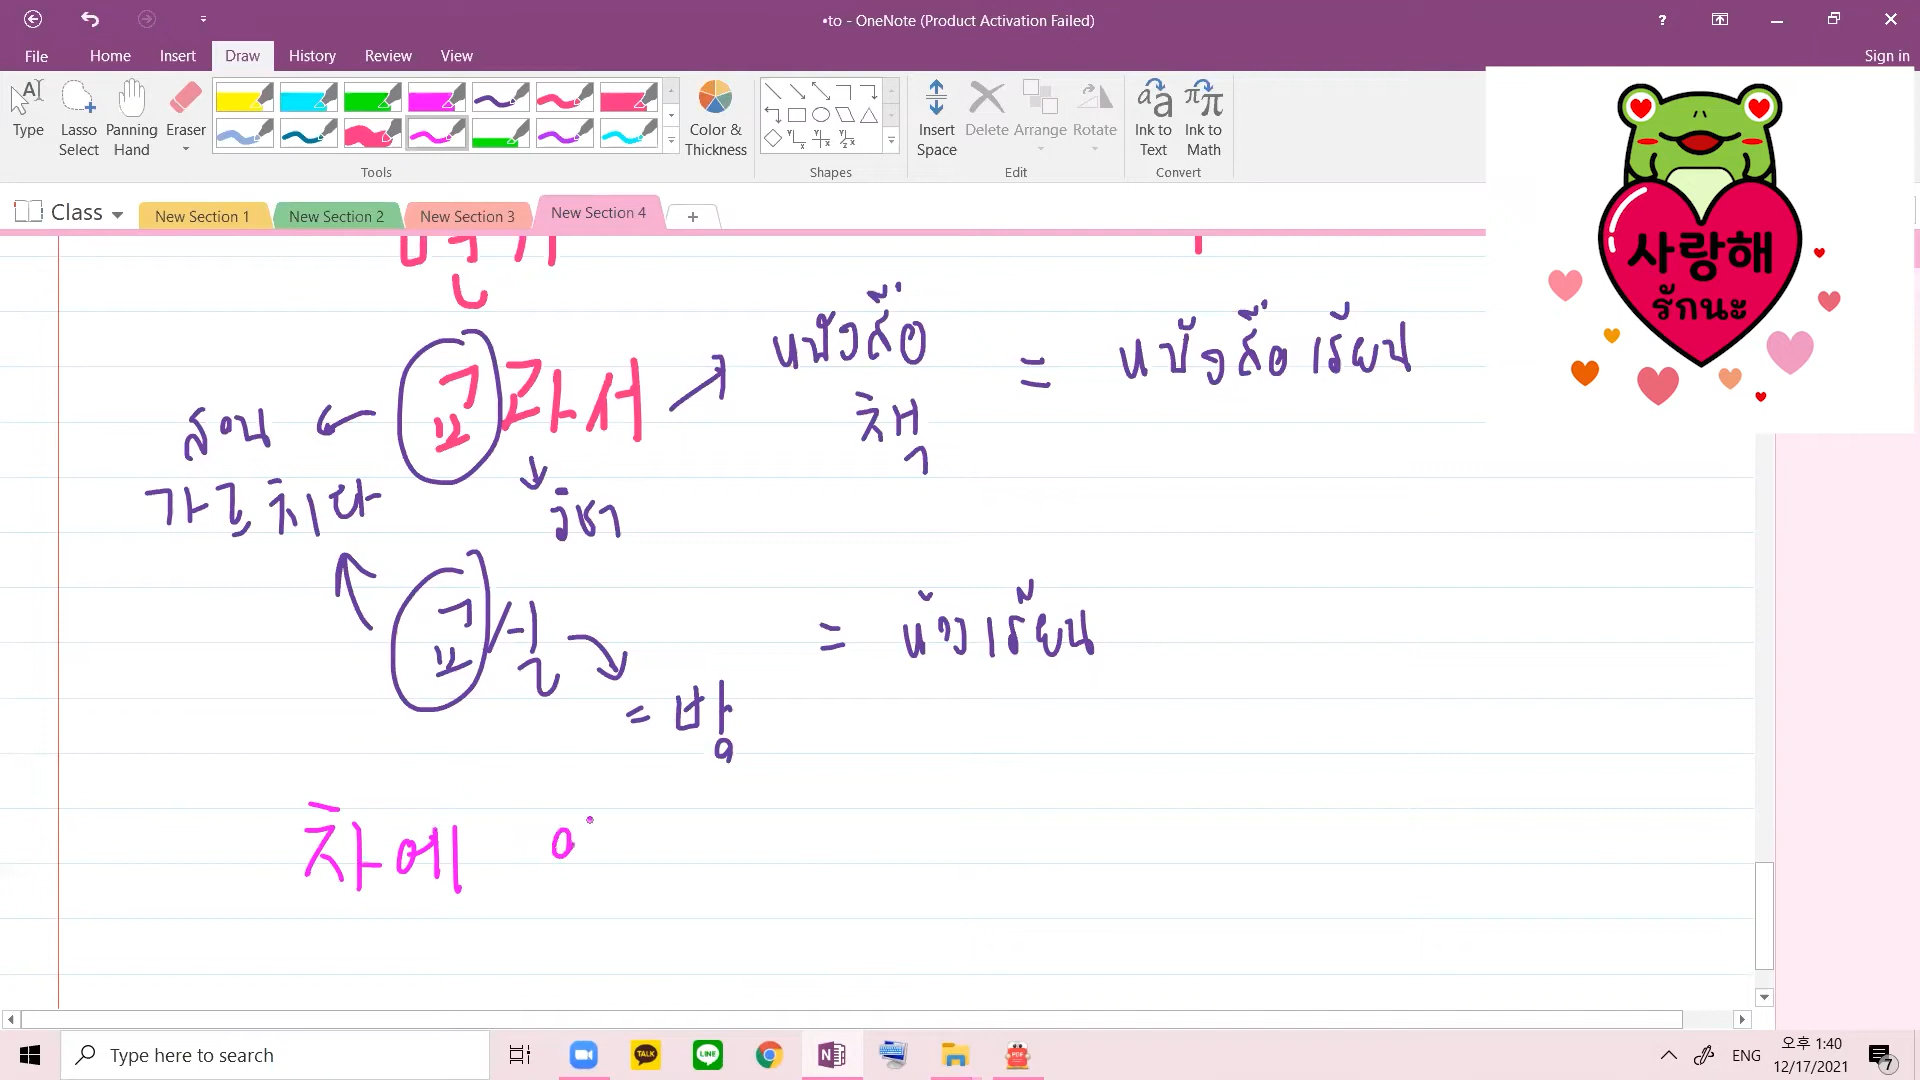 •to - OneNote (Product Activation Failed)
File Home Insert Draw History Review View Sign in
Type Lasso Select Panning Hand Eraser Color & Thickness Insert Space Delete Arrange Rotate Ink to Text Ink to Math
Tools Shapes Edit Convert
Class New Section 1 New Section 2 New Section 3 New Section 4
사랑해
รักนะ
หนังสือ = หนังสือเรียน
สอน 교과서 책
가르치다 วิชา
교실 = ห้องเรียน
= 방
차에
Type here to search
TALK LINE PDF
ENG 오후 1:40
12/17/2021 7